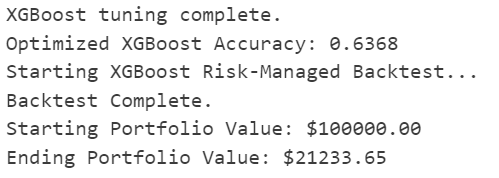 XGBoost tuning complete.
Optimized XGBoost Accuracy: 0.6368
Starting XGBoost Risk-Managed Backtest...
Backtest Complete.
Starting Portfolio Value: $100000.00
Ending Portfolio Value: $21233.65